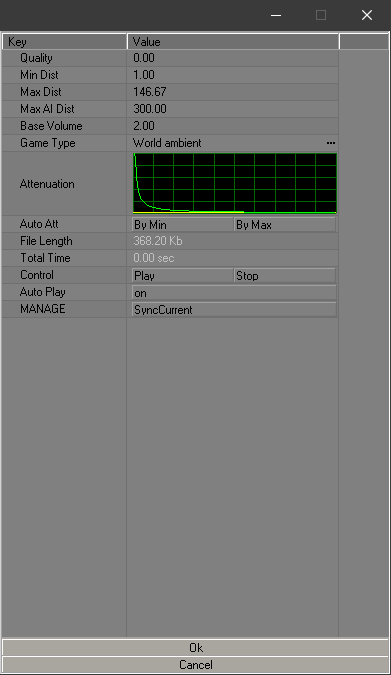 Key Value
Quality 0.00
Min Dist 1.00
Max Dist 146.67
Max AI Dist 300.00
Base Volume 2.00
Game Type World ambient ...
Attenuation
Auto Att By Min By Max
File Length 368.20 Kb
Total Time 0.00 sec
Control Play Stop
Auto Play on
MANAGE SyncCurrent
Ok
Cancel